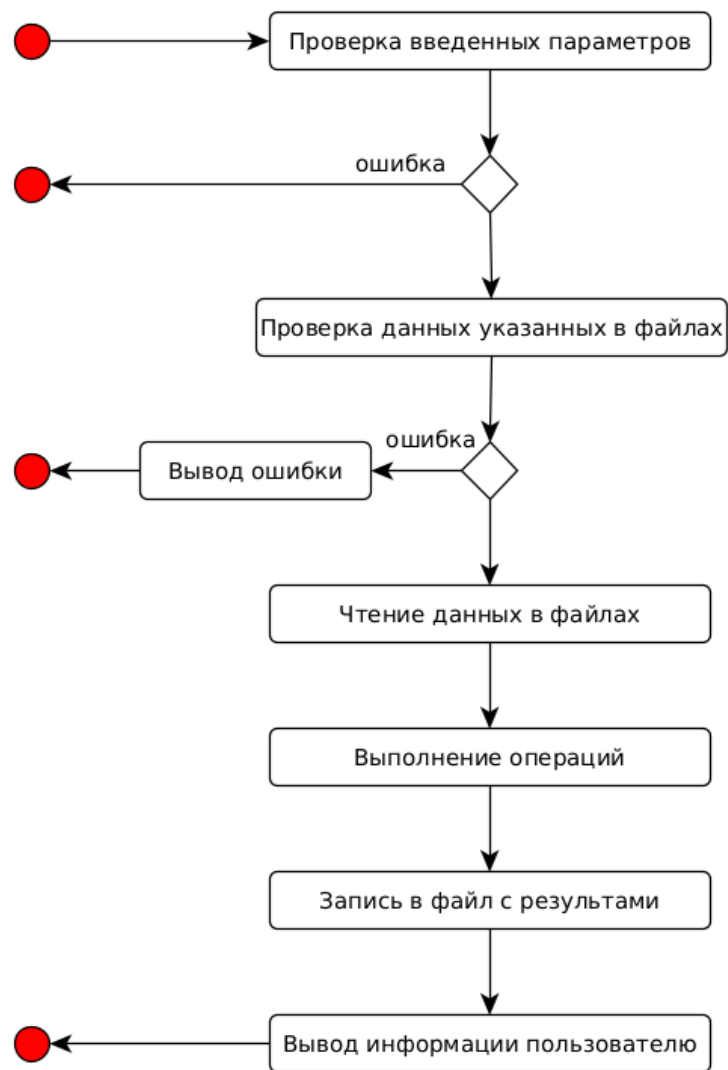 Проверка введенных параметров
ошибка
Проверка данных указанных в файлах
ошибка
Вывод ошибки
Чтение данных в файлах
Выполнение операций
Запись в файл с результами
Вывод информации пользователю